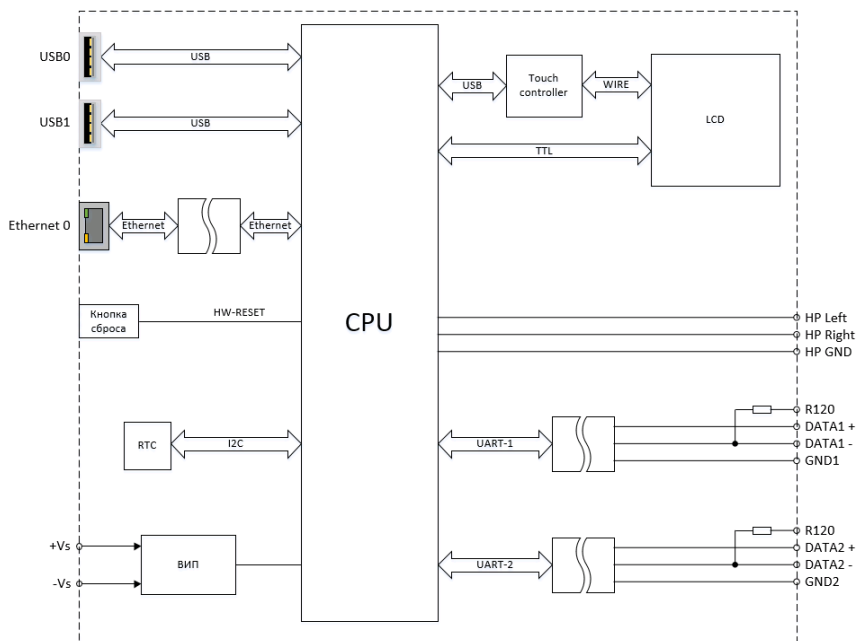 USB0
USB
USB1
USB
Ethernet 0
Ethernet
Ethernet
Кнопка
сброса
HW-RESET
RTC
I2C
+Vs
-Vs
ВИП
CPU
USB
Touch
controller
WIRE
LCD
TTL
HP Left
HP Right
HP GND
UART-1
R120
DATA1 +
DATA1 -
GND1
UART-2
R120
DATA2 +
DATA2 -
GND2